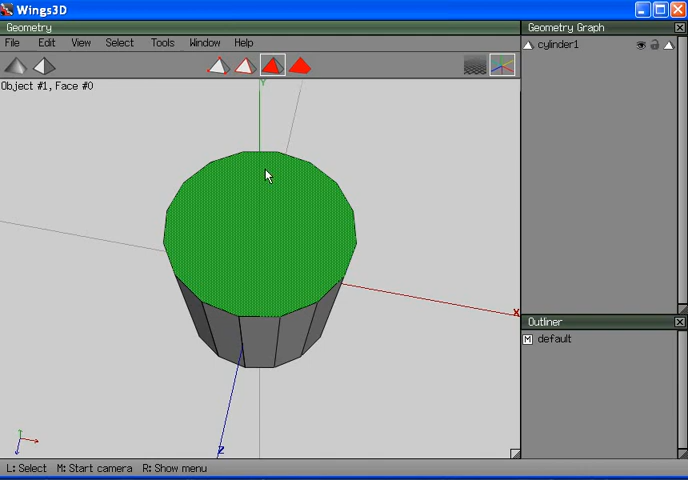 Wings3D
Geometry
File Edit View Select Tools Window Help
Object #1, Face #0
Y
X
Z
L: Select M: Start camera R: Show menu
Geometry Graph
cylinder1
Outliner
M default